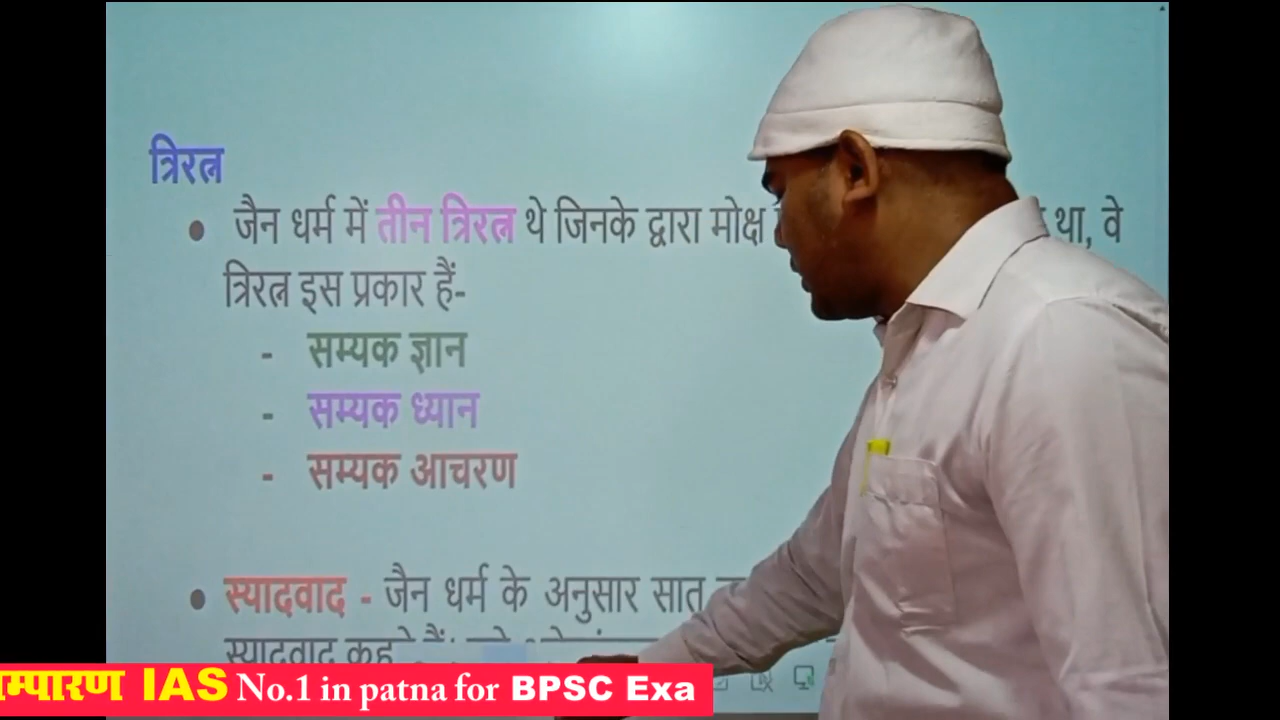 त्रिरत्न
• जैन धर्म में तीन त्रिरत्न थे जिनके द्वारा मोक्ष था, वे
त्रिरत्न इस प्रकार हैं-
- सम्यक ज्ञान
- सम्यक ध्यान
- सम्यक आचरण
• स्यादवाद - जैन धर्म के अनुसार सात
स्यादवाद
म्पारण IAS No.1 in patna for BPSC Exa